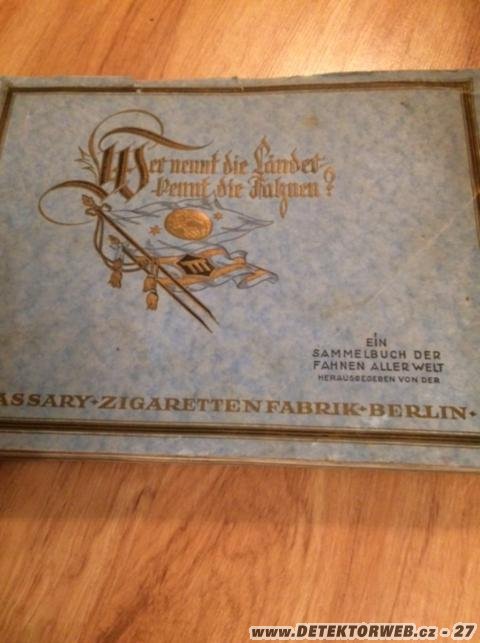 Wer nennt die Länder
kennt die Fahnen?
EIN
SAMMELBUCH DER
FAHNEN ALLER WELT
HERAUSGEGEBEN VON DER
ASSARY ZIGARETTENFABRIK BERLIN
www.DETEKTORWEB.cz - 27